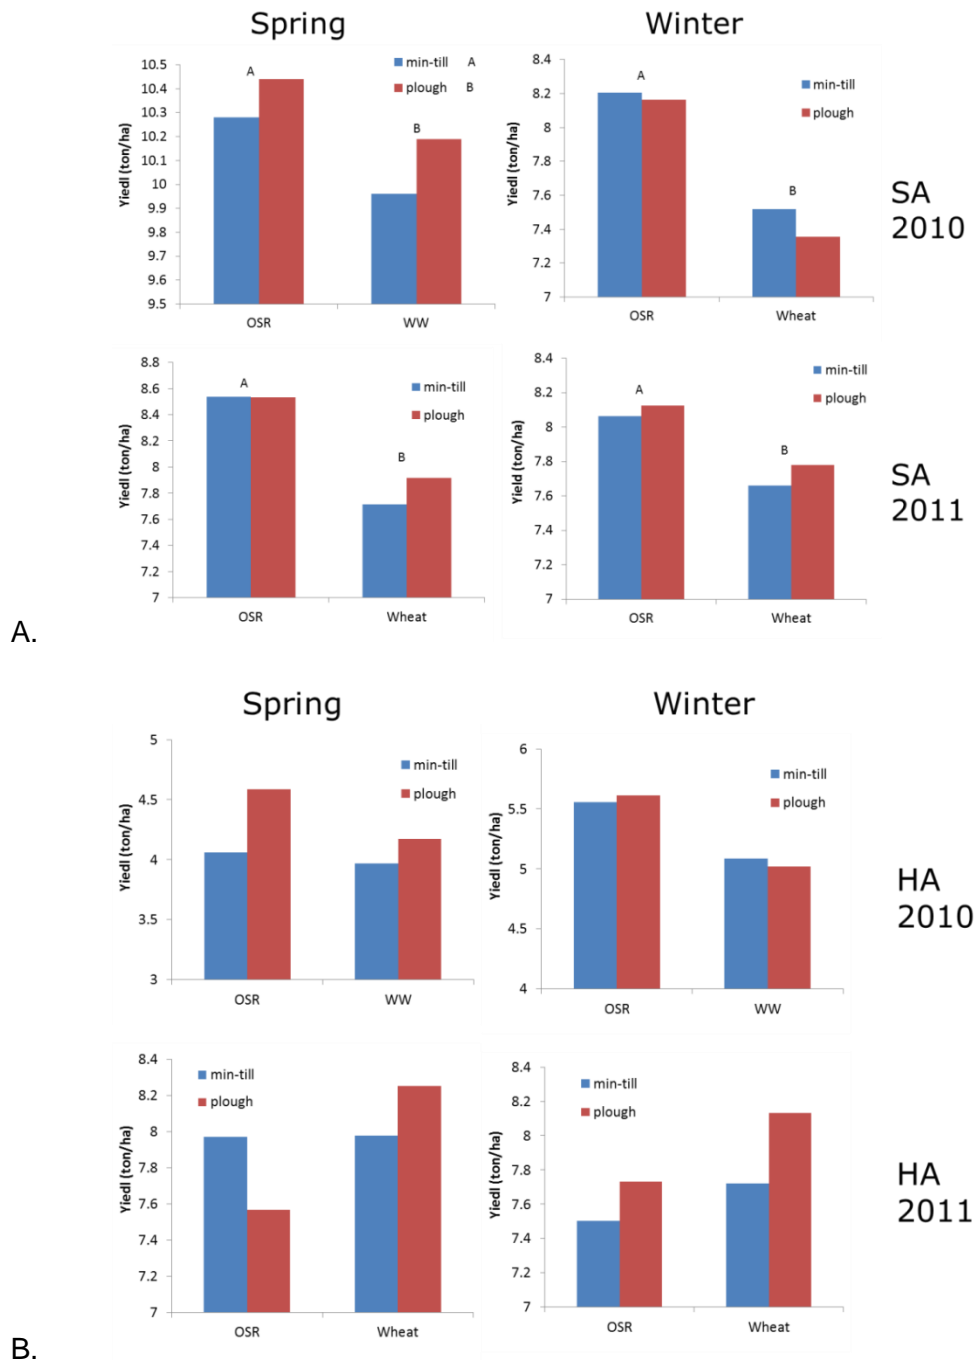 Spring
Winter
Yiedl (ton/ha)
10.5
10.4
10.3
10.2
10.1
10
9.9
9.8
9.7
9.6
9.5
A
B
min-till A
plough B
OSR
WW
Yiedl (ton/ha)
8.4
8.2
8
7.8
7.6
7.4
7.2
7
A
B
min-till
plough
OSR
Wheat
SA
2010
Yiedl (ton/ha)
8.8
8.6
8.4
8.2
8
7.8
7.6
7.4
7.2
7
A
B
min-till
plough
OSR
Wheat
Yield (ton/ha)
8.4
8.2
8
7.8
7.6
7.4
7.2
7
A
B
min-till
plough
OSR
Wheat
SA
2011
A.
Spring
Winter
Yiedl (ton/ha)
5
4.5
4
3.5
3
min-till
plough
OSR
WW
Yiedl (ton/ha)
6
5.5
5
4.5
4
min-till
plough
OSR
WW
HA
2010
Yiedl (ton/ha)
8.4
8.2
8
7.8
7.6
7.4
7.2
7
min-till
plough
OSR
Wheat
Yiedl (ton/ha)
8.4
8.2
8
7.8
7.6
7.4
7.2
7
min-till
plough
OSR
Wheat
HA
2011
B.